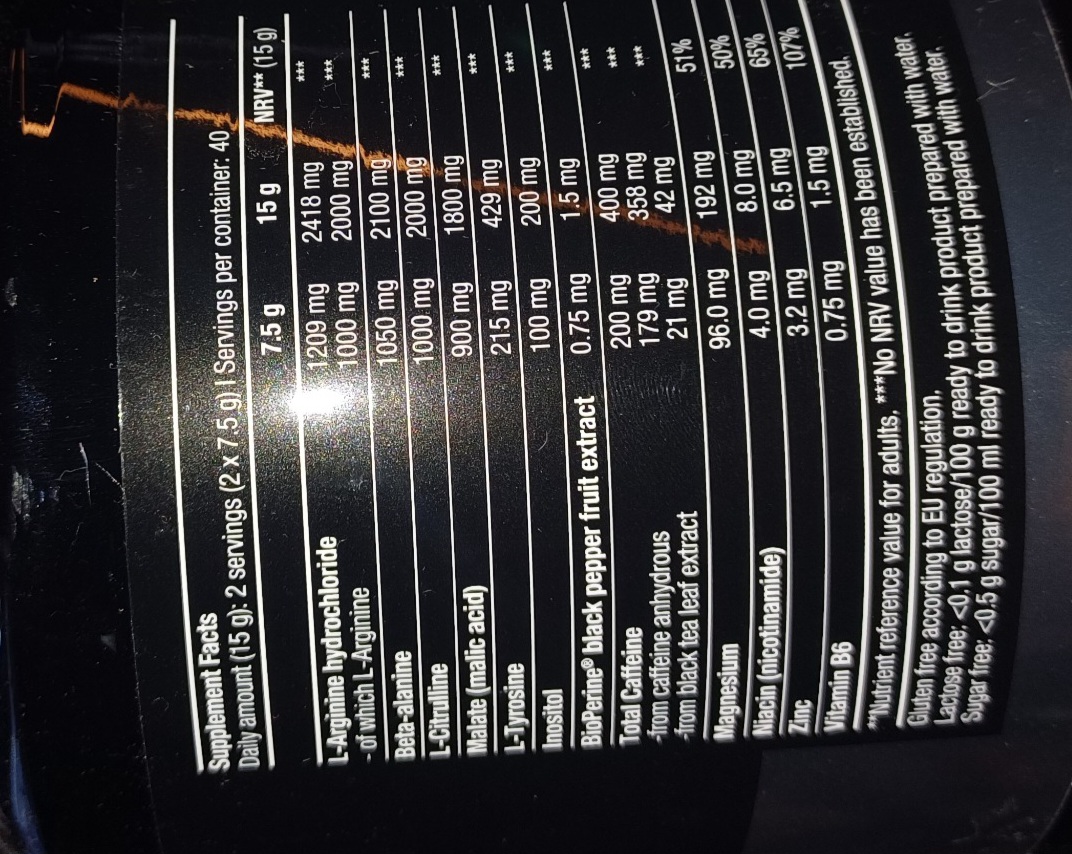 Supplement Facts
Daily amount (15 g): 2 servings (2 x 7.5 g) I Servings per container: 40
7.5 g 15 g NRV** (15 g)
L-Arginine hydrochloride 1209 mg 2418 mg ***
- of which L-Arginine 1000 mg 2000 mg ***
Beta-alanine 1050 mg 2100 mg ***
L-Citrulline 1000 mg 2000 mg ***
Malate (malic acid) 900 mg 1800 mg ***
L-Tyrosine 215 mg 429 mg ***
Inositol 100 mg 200 mg ***
BioPerine® black pepper fruit extract 0.75 mg 1.5 mg ***
Total Caffeine 200 mg 400 mg ***
-from caffeine anhydrous 179 mg 358 mg ***
-from black tea leaf extract 21 mg 42 mg ***
Magnesium 96.0 mg 192 mg 51%
Niacin (nicotinamide) 4.0 mg 8.0 mg 50%
Zinc 3.2 mg 6.5 mg 65%
Vitamin B6 0.75 mg 1.5 mg 107%
**Nutrient reference value for adults, ***No NRV value has been established.
Gluten free according to EU regulation,
Lactose free; <0.1 g lactose/100 g ready to drink product prepared with water.
Sugar free: <0.5 g sugar/100 ml ready to drink product prepared with water.